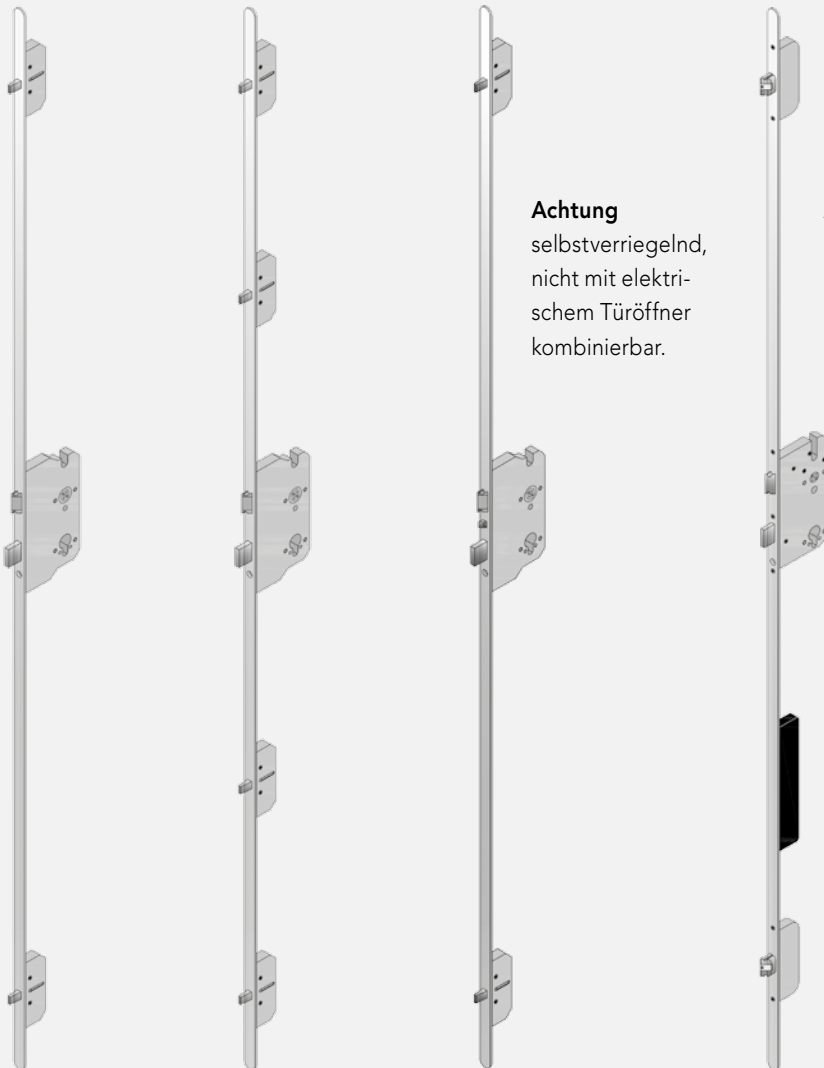 Achtung
selbstverriegelnd,
nicht mit elektri-
schem Türöffner
kombinierbar.